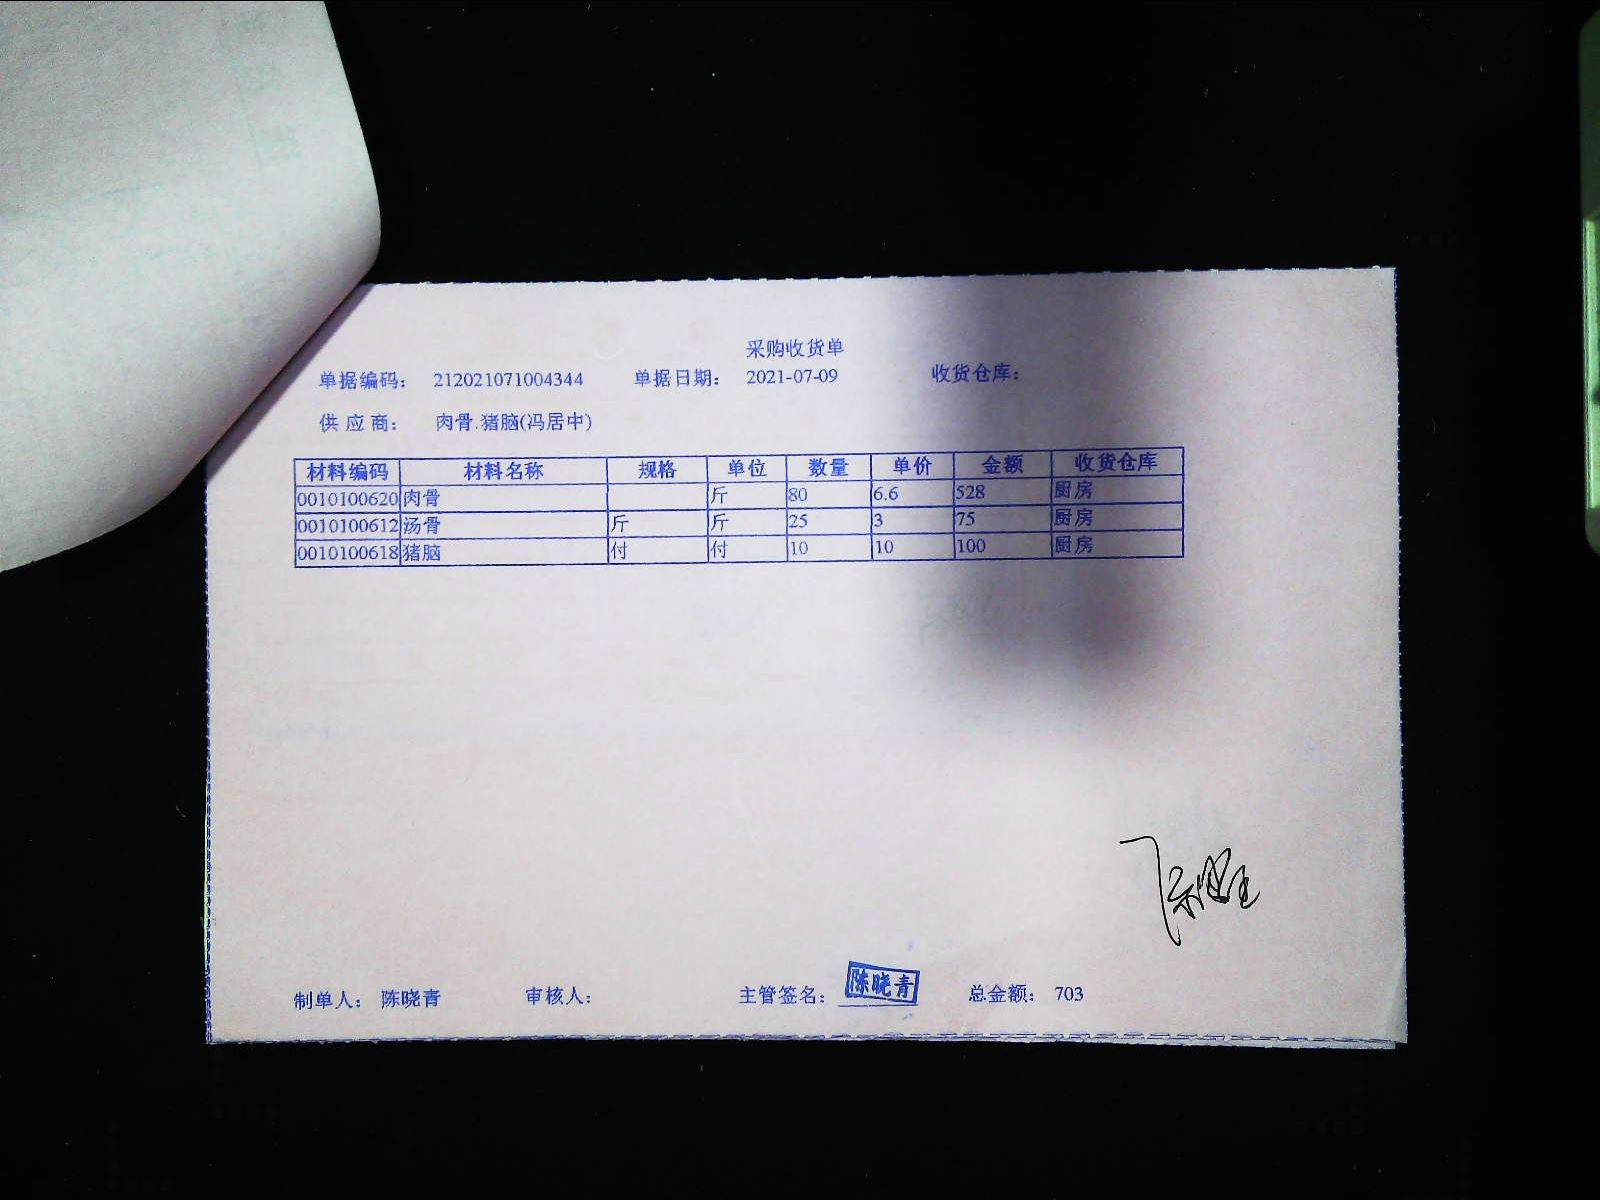 采购收货单
单据编码： 212021071004344 单据日期： 2021-07-09 收货仓库：
供应商： 肉骨.猪脑(冯居中)
材料编码 材料名称 规格 单位 数量 单价 金额 收货仓库
0010100620 肉骨 斤 80 6.6 528 厨房
0010100612 汤骨 斤 斤 25 3 75 厨房
0010100618 猪脑 付 付 10 10 100 厨房
制单人： 陈晓青 审核人： 主管签名： 陈晓青 总金额： 703